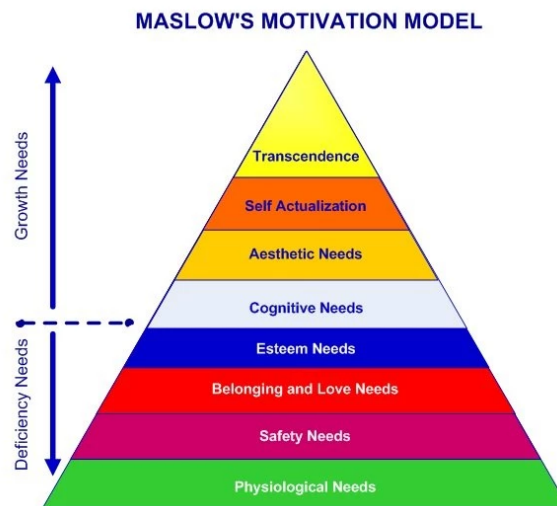 MASLOW'S MOTIVATION MODEL
Growth Needs
Deficiency Needs
Transcendence
Self Actualization
Aesthetic Needs
Cognitive Needs
Esteem Needs
Belonging and Love Needs
Safety Needs
Physiological Needs